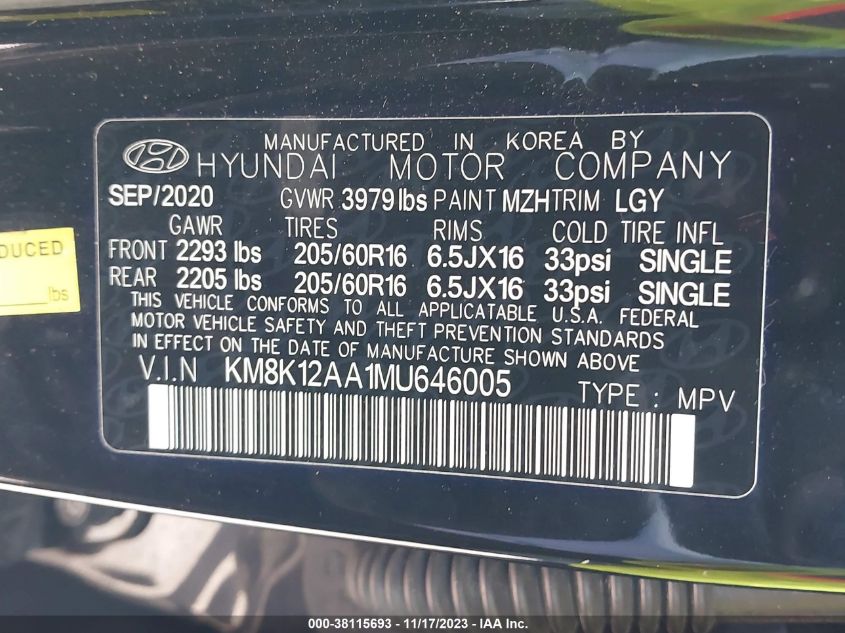 MANUFACTURED IN KOREA BY
HYUNDAI MOTOR COMPANY
SEP/2020 GVWR 3979 lbs PAINT MZH TRIM LGY
GAWR TIRES RIMS COLD TIRE INFL
FRONT 2293 lbs 205/60R16 6.5JX16 33psi SINGLE
REAR 2205 lbs 205/60R16 6.5JX16 33psi SINGLE
THIS VEHICLE CONFORMS TO ALL APPLICATABLE U.S.A. FEDERAL
MOTOR VEHICLE SAFETY AND THEFT PREVENTION STANDARDS
IN EFFECT ON THE DATE OF MANUFACTURE SHOWN ABOVE
V.I.N KM8K12AA1MU646005 TYPE : MPV
DUCED
lbs
000-38115693 - 11/17/2023 - IAA Inc.